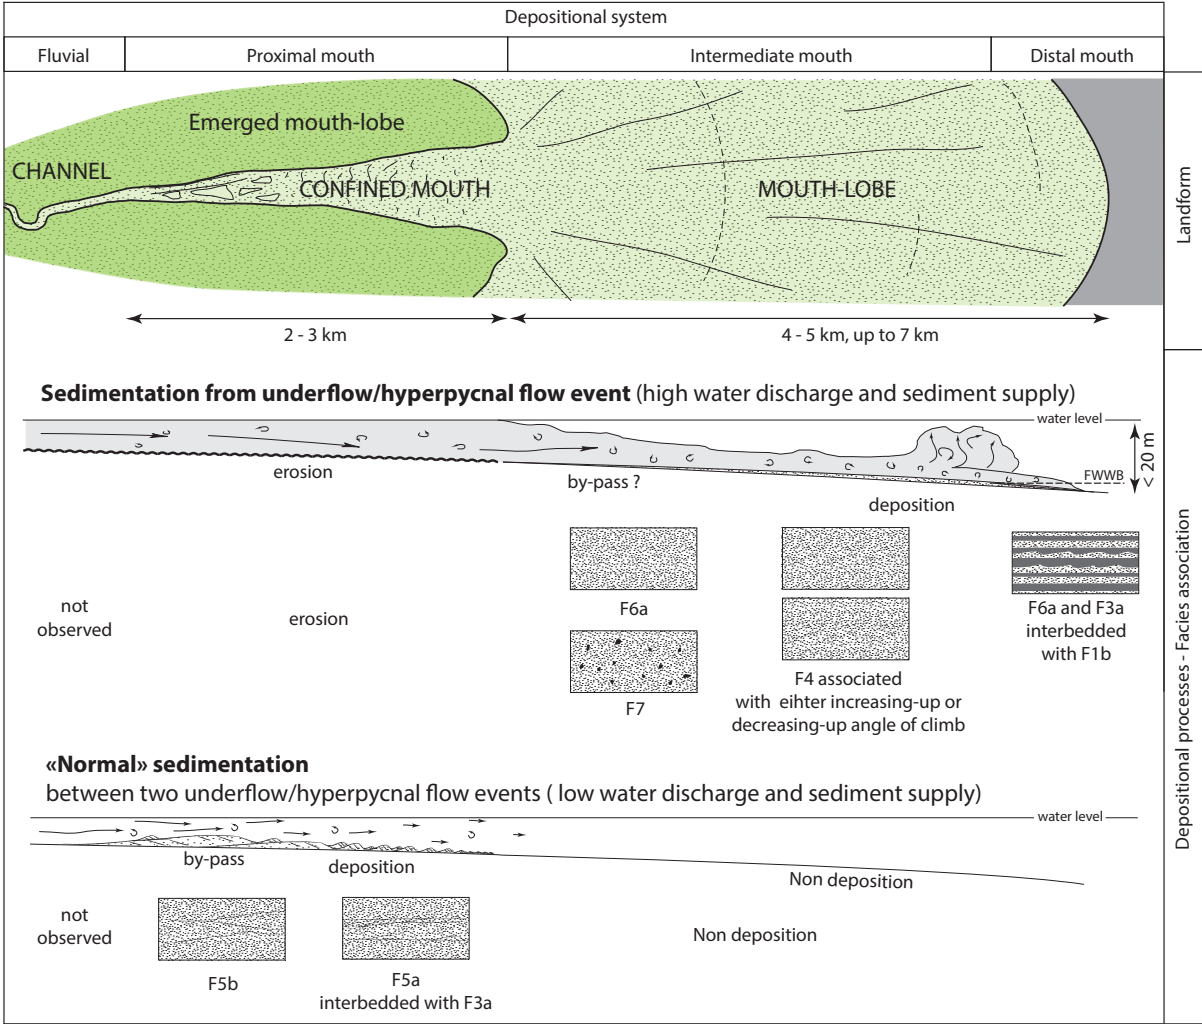 Depositional system
Fluvial
Proximal mouth
Intermediate mouth
Distal mouth
Emerged mouth-lobe
CHANNEL
CONFINED MOUTH
MOUTH-LOBE
Landform
2 - 3 km
4 - 5 km, up to 7 km
Sedimentation from underflow/hyperpycnal flow event (high water discharge and sediment supply)
water level
erosion
by-pass ?
deposition
FWWB
< 20 m
not
observed
erosion
F6a
F7
F4 associated
with eihter increasing-up or
decreasing-up angle of climb
F6a and F3a
interbedded
with F1b
Depositional processes - Facies association
«Normal» sedimentation
between two underflow/hyperpycnal flow events ( low water discharge and sediment supply)
water level
by-pass
deposition
Non deposition
not
observed
F5b
F5a
interbedded with F3a
Non deposition